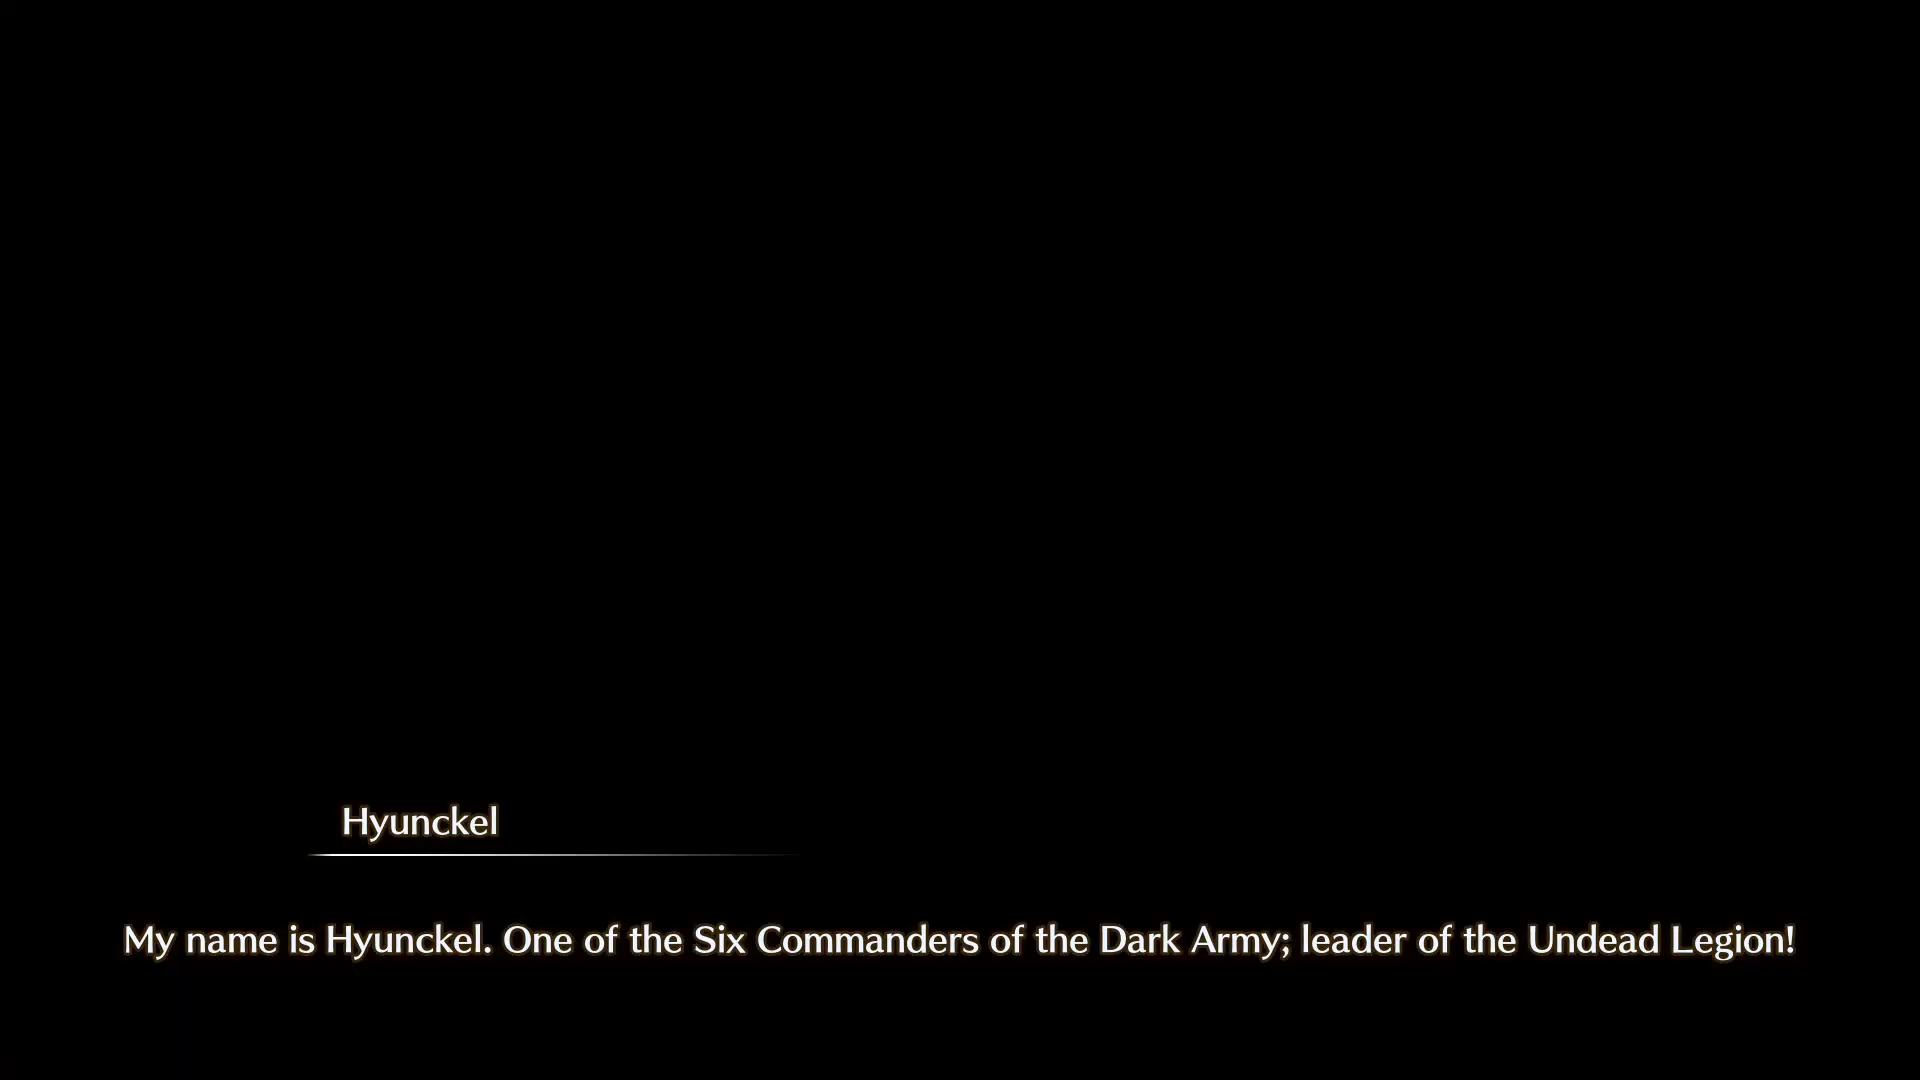 Hyunckel
My name is Hyunckel. One of the Six Commanders of the Dark Army; leader of the Undead Legion!